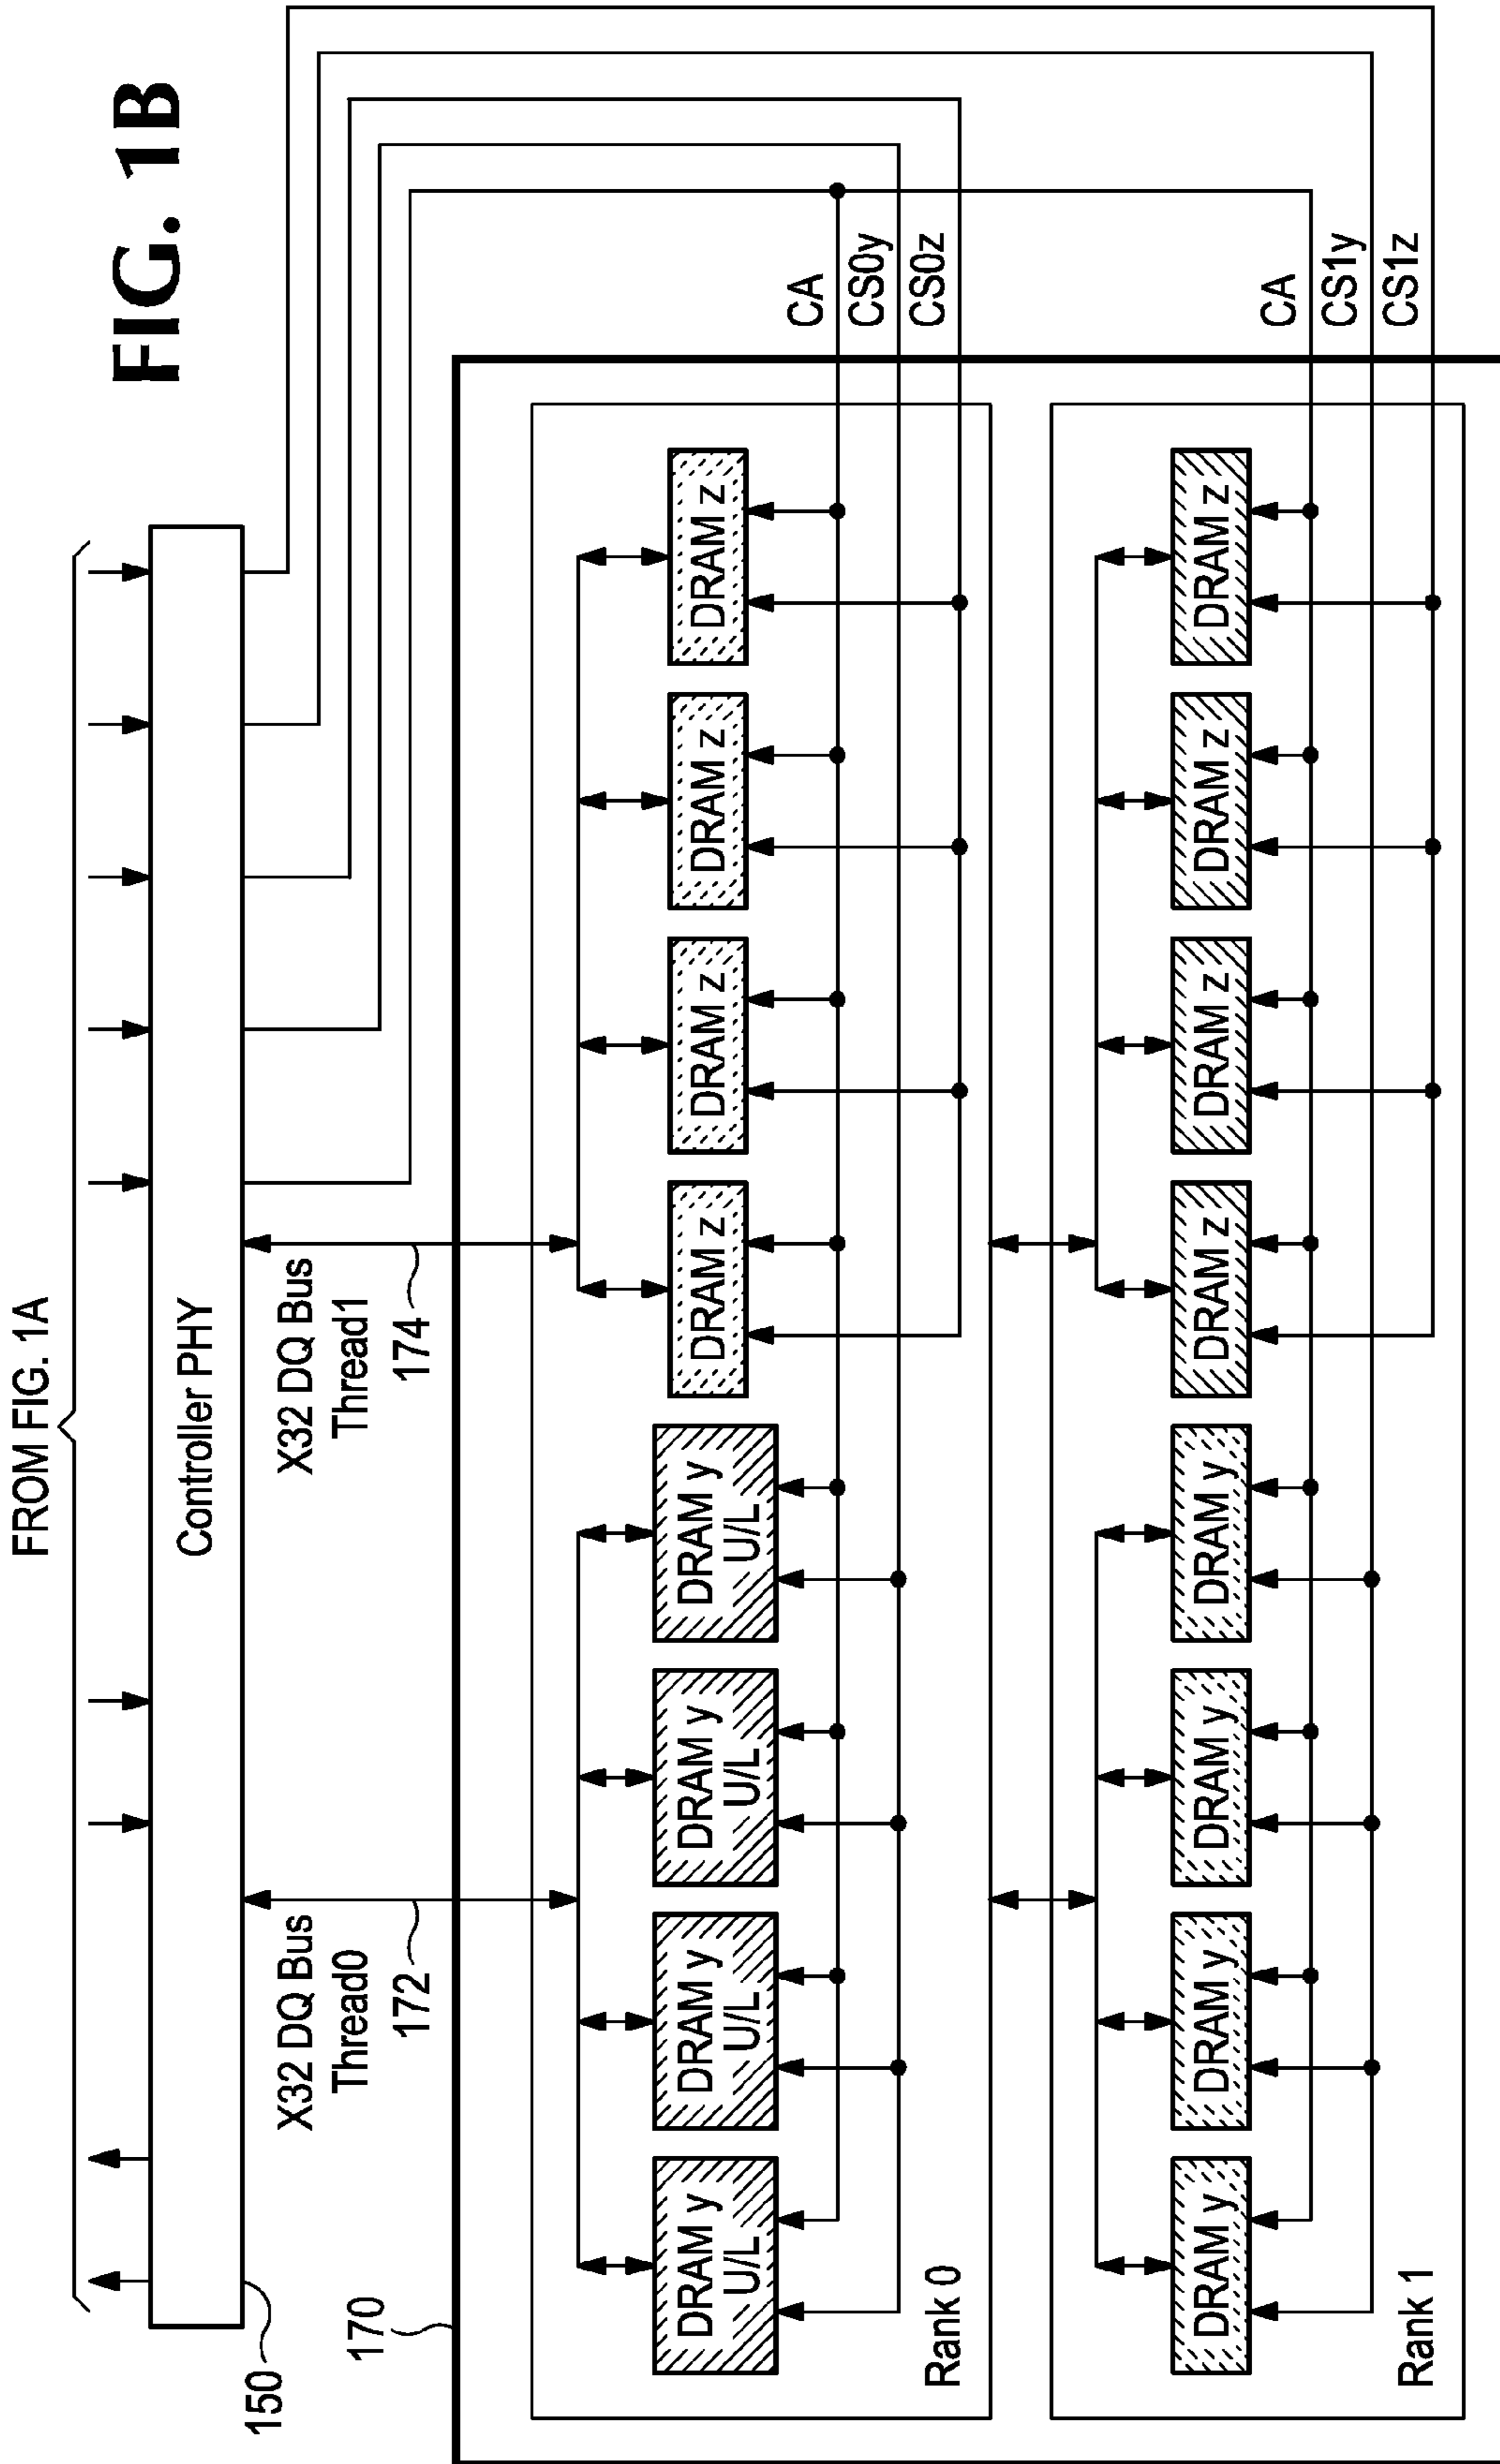 FIG. 1B
FROM FIG. 1A
Controller PHY
150
X32 DQ Bus
Thread0
172
X32 DQ Bus
Thread1
174
170
DRAM y
U/L
DRAM y
U/L
DRAM y
U/L
DRAM y
U/L
DRAM z
DRAM z
DRAM z
DRAM z
CA
CS0y
CS0z
Rank 0
DRAM y
DRAM y
DRAM y
DRAM y
DRAM z
DRAM z
DRAM z
DRAM z
CA
CS1y
CS1z
Rank 1